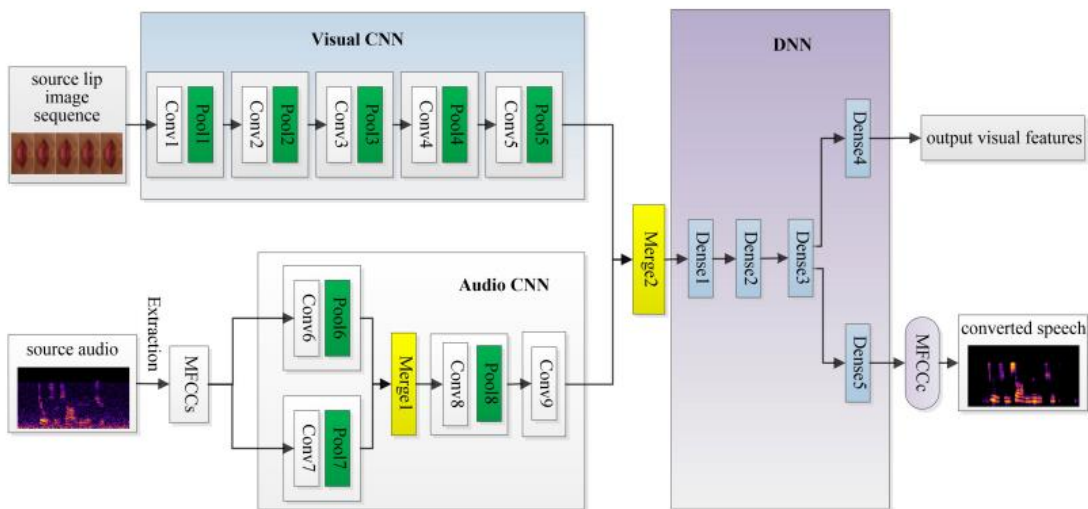 Visual CNN
source lip
image
sequence
Conv1
Pool1
Conv2
Pool2
Conv3
Pool3
Conv4
Pool4
Conv5
Pool5
DNN
Dense4
output visual features
Merge2
Dense1
Dense2
Dense3
Audio CNN
source audio
Extraction
MFCCs
Conv6
Pool6
Conv7
Pool7
Merge1
Conv8
Pool8
Conv9
Dense5
MFCCc
converted speech